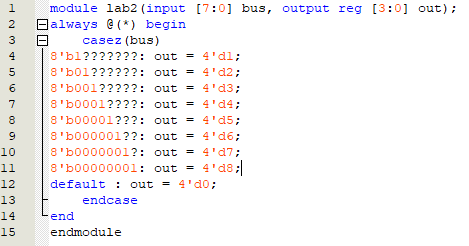 1 module lab2(input [7:0] bus, output reg [3:0] out);
2 always @(*) begin
3 casez(bus)
4 8'b1???????: out = 4'd1;
5 8'b01??????: out = 4'd2;
6 8'b001?????: out = 4'd3;
7 8'b0001????: out = 4'd4;
8 8'b00001???: out = 4'd5;
9 8'b000001??: out = 4'd6;
10 8'b0000001?: out = 4'd7;
11 8'b00000001: out = 4'd8;
12 default : out = 4'd0;
13 endcase
14 end
15 endmodule